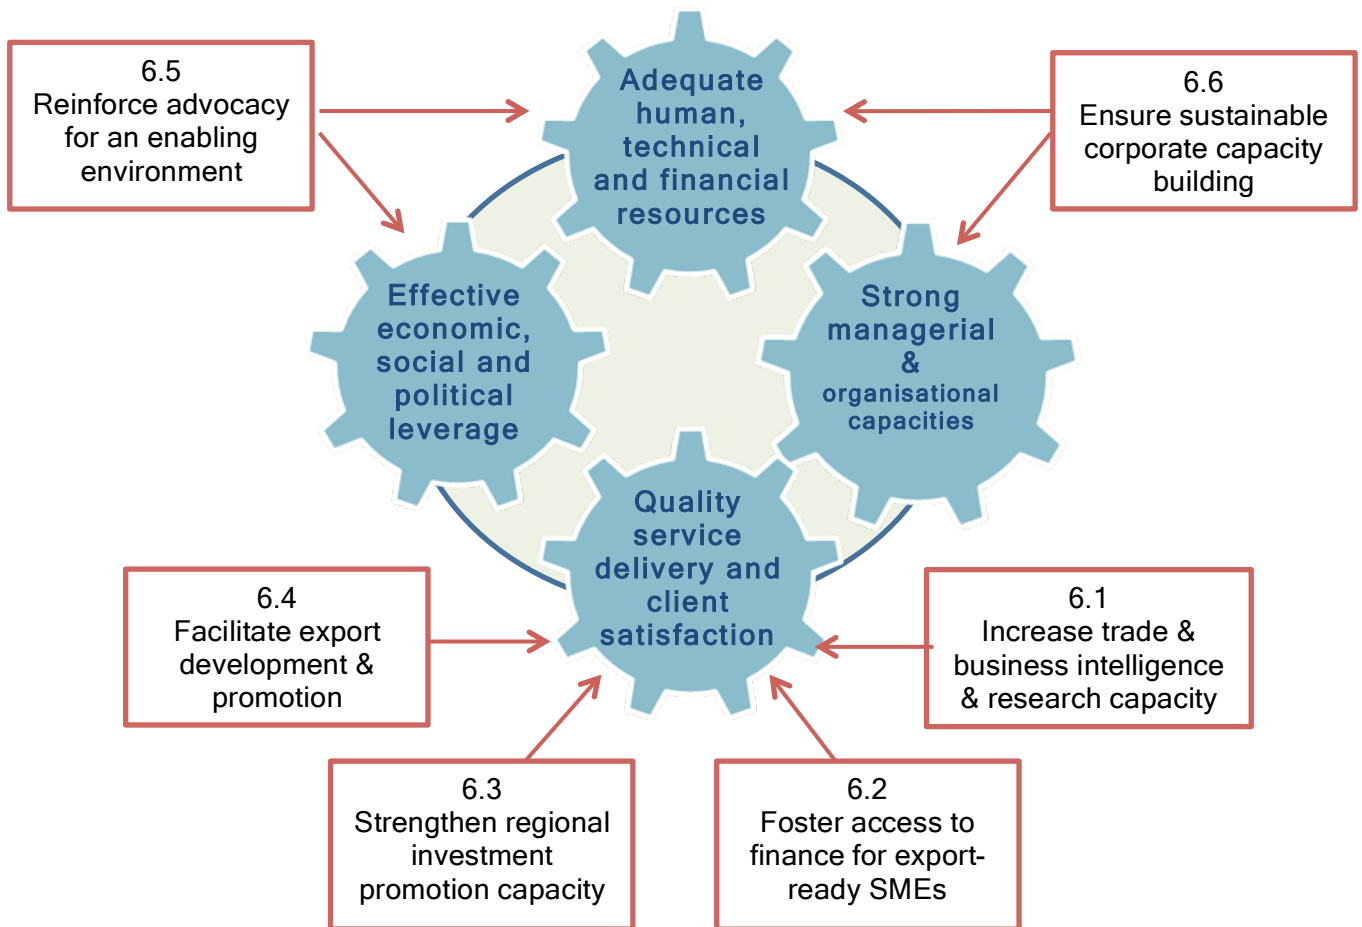 6.5
Reinforce advocacy
for an enabling
environment
Adequate
human,
technical
and financial
resources
6.6
Ensure sustainable
corporate capacity
building
Effective
economic,
social and
political
leverage
Strong
managerial
&
organisational
capacities
Quality
service
delivery and
client
satisfaction
6.4
Facilitate export
development &
promotion
6.1
Increase trade &
business intelligence
& research capacity
6.3
Strengthen regional
investment
promotion capacity
6.2
Foster access to
finance for export-
ready SMEs